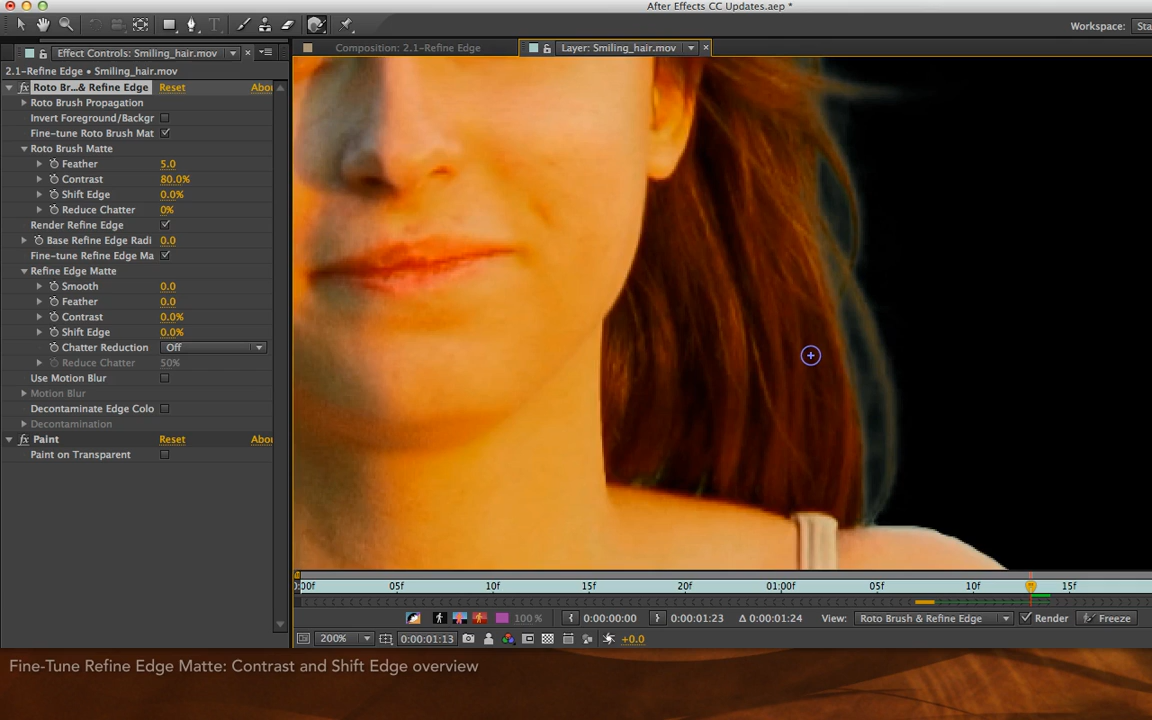 After Effects CC Updates.aep *
Workspace: Sta
Effect Controls: Smiling_hair.mov
Composition: 2.1-Refine Edge
Layer: Smiling_hair.mov
2.1-Refine Edge • Smiling_hair.mov
fx Roto Br...& Refine Edge Reset Abou
Roto Brush Propagation
Invert Foreground/Backgr
Fine-tune Roto Brush Mat
Roto Brush Matte
Feather 5.0
Contrast 80.0%
Shift Edge 0.0%
Reduce Chatter 0%
Render Refine Edge
Base Refine Edge Radi 0.0
Fine-tune Refine Edge Ma
Refine Edge Matte
Smooth 0.0
Feather 0.0
Contrast 0.0%
Shift Edge 0.0%
Chatter Reduction Off
Reduce Chatter 50%
Use Motion Blur
Motion Blur
Decontaminate Edge Colo
Decontamination
fx Paint Reset Abou
Paint on Transparent
0:00f 05f 10f 15f 20f 01:00f 05f 10f 15f
100 % 0:00:00:00 0:00:01:23 Δ 0:00:01:24 View: Roto Brush & Refine Edge Render Freeze
200% 0:00:01:13 +0.0
Fine-Tune Refine Edge Matte: Contrast and Shift Edge overview